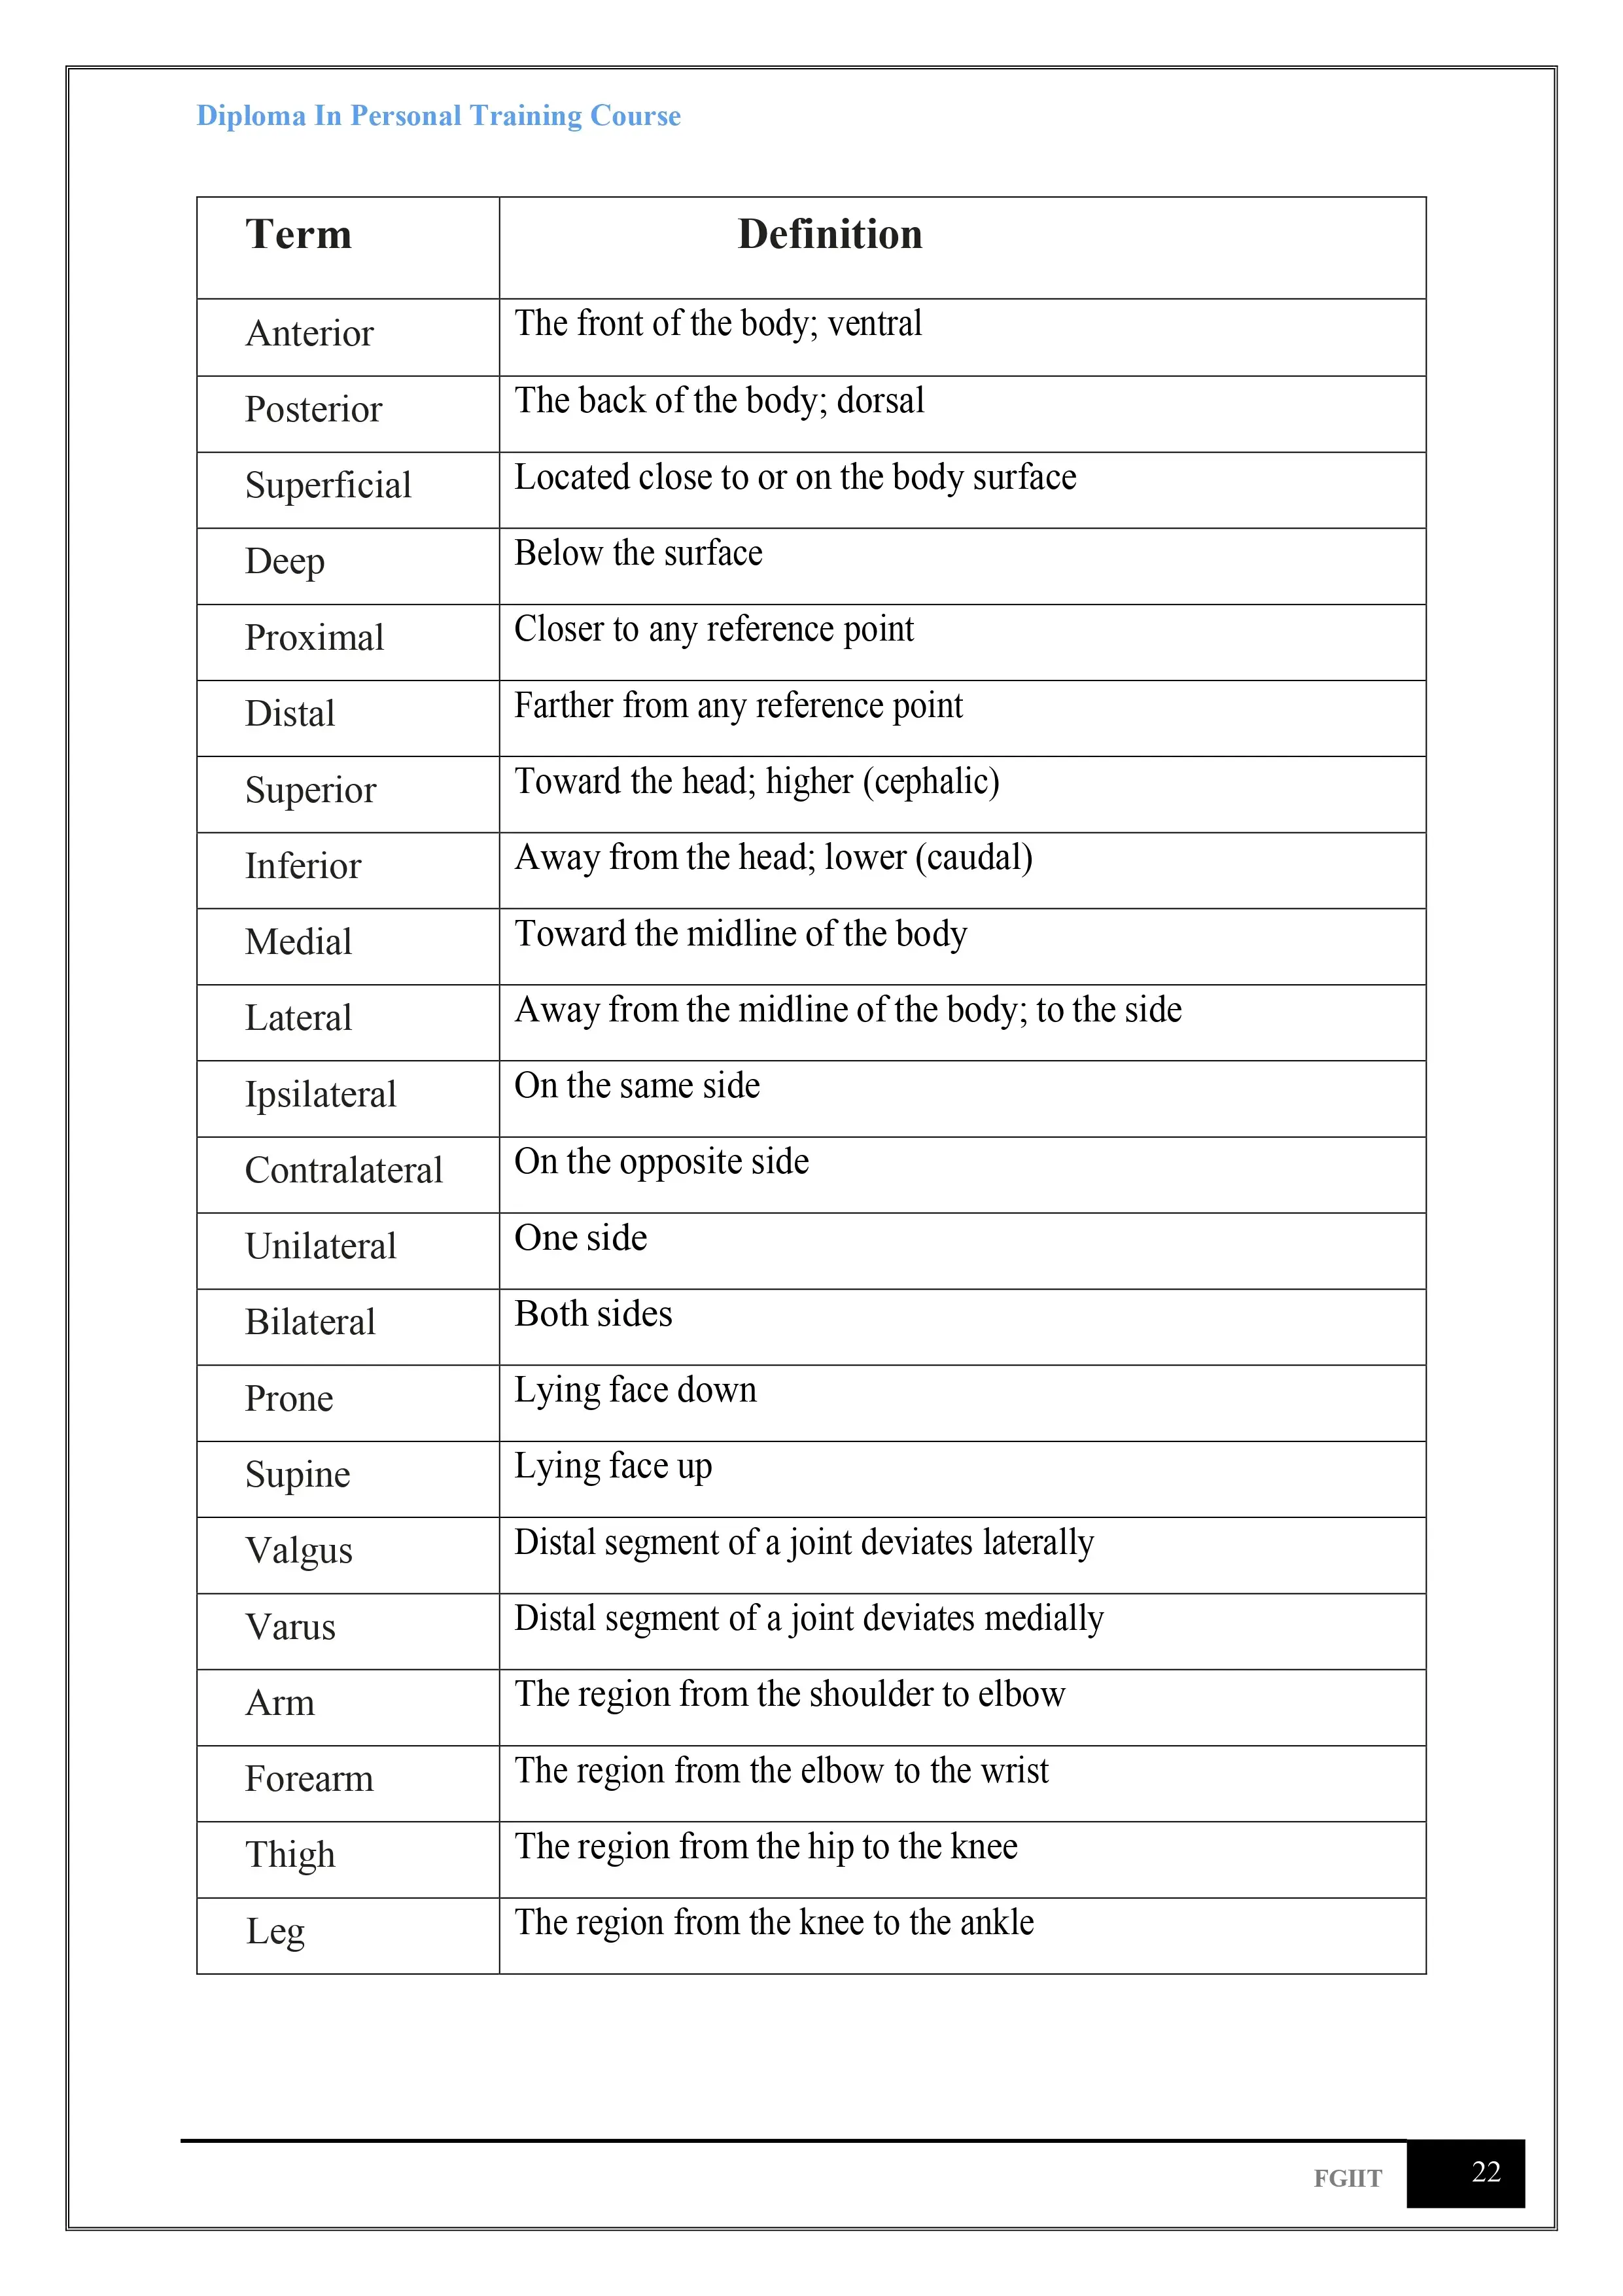 Diploma In Personal Training Course
Term Definition
Anterior The front of the body; ventral
Posterior The back of the body; dorsal
Superficial Located close to or on the body surface
Deep Below the surface
Proximal Closer to any reference point
Distal Farther from any reference point
Superior Toward the head; higher (cephalic)
Inferior Away from the head; lower (caudal)
Medial Toward the midline of the body
Lateral Away from the midline of the body; to the side
Ipsilateral On the same side
Contralateral On the opposite side
Unilateral One side
Bilateral Both sides
Prone Lying face down
Supine Lying face up
Valgus Distal segment of a joint deviates laterally
Varus Distal segment of a joint deviates medially
Arm The region from the shoulder to elbow
Forearm The region from the elbow to the wrist
Thigh The region from the hip to the knee
Leg The region from the knee to the ankle
FGIIT 22